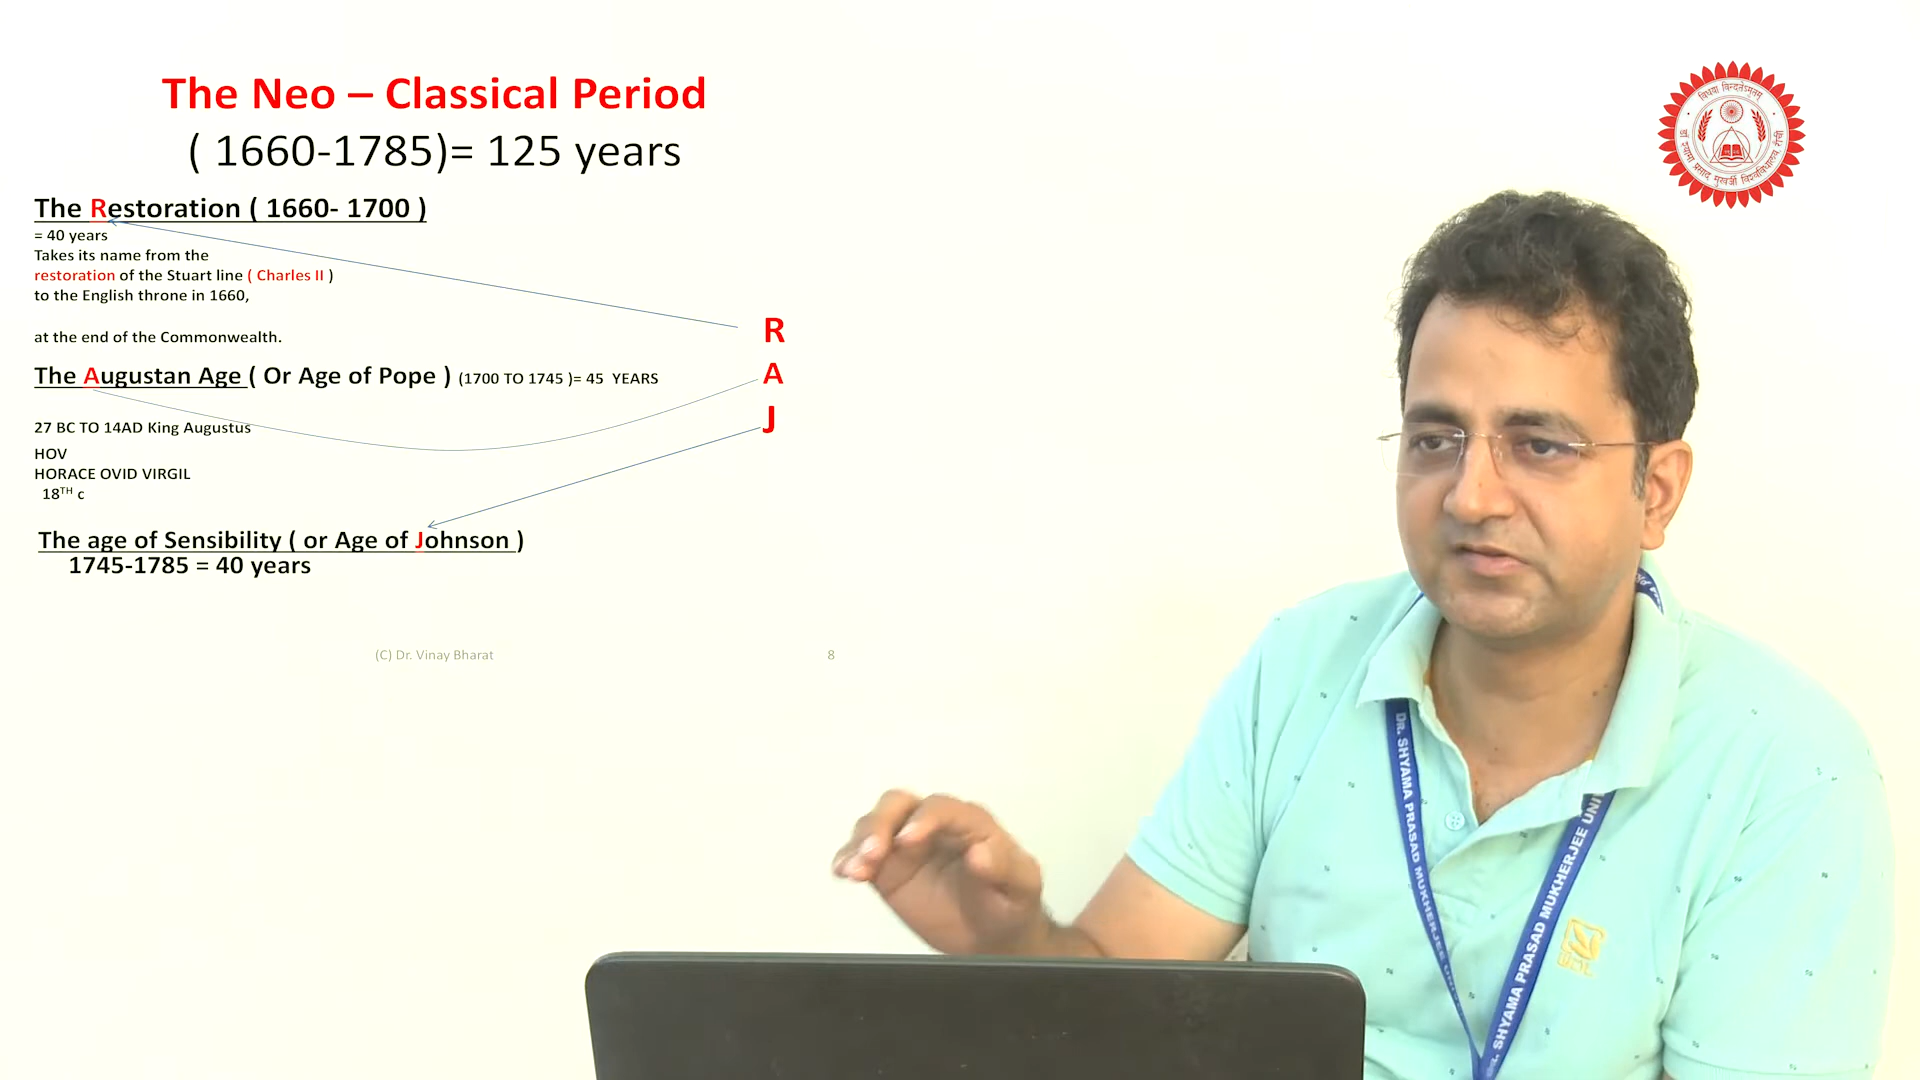 The Neo – Classical Period
( 1660-1785)= 125 years
The Restoration ( 1660- 1700 )
= 40 years
Takes its name from the
restoration of the Stuart line ( Charles II )
to the English throne in 1660,
at the end of the Commonwealth.
R
A
J
The Augustan Age ( Or Age of Pope ) (1700 TO 1745 )= 45 YEARS
27 BC TO 14AD King Augustus
HOV
HORACE OVID VIRGIL
18TH c
The age of Sensibility ( or Age of Johnson )
1745-1785 = 40 years
(C) Dr. Vinay Bharat
8
DR. SHYAMA PRASAD MUKHERJEE UNI
SHYAMA PRASAD MUKHERJEE UNI